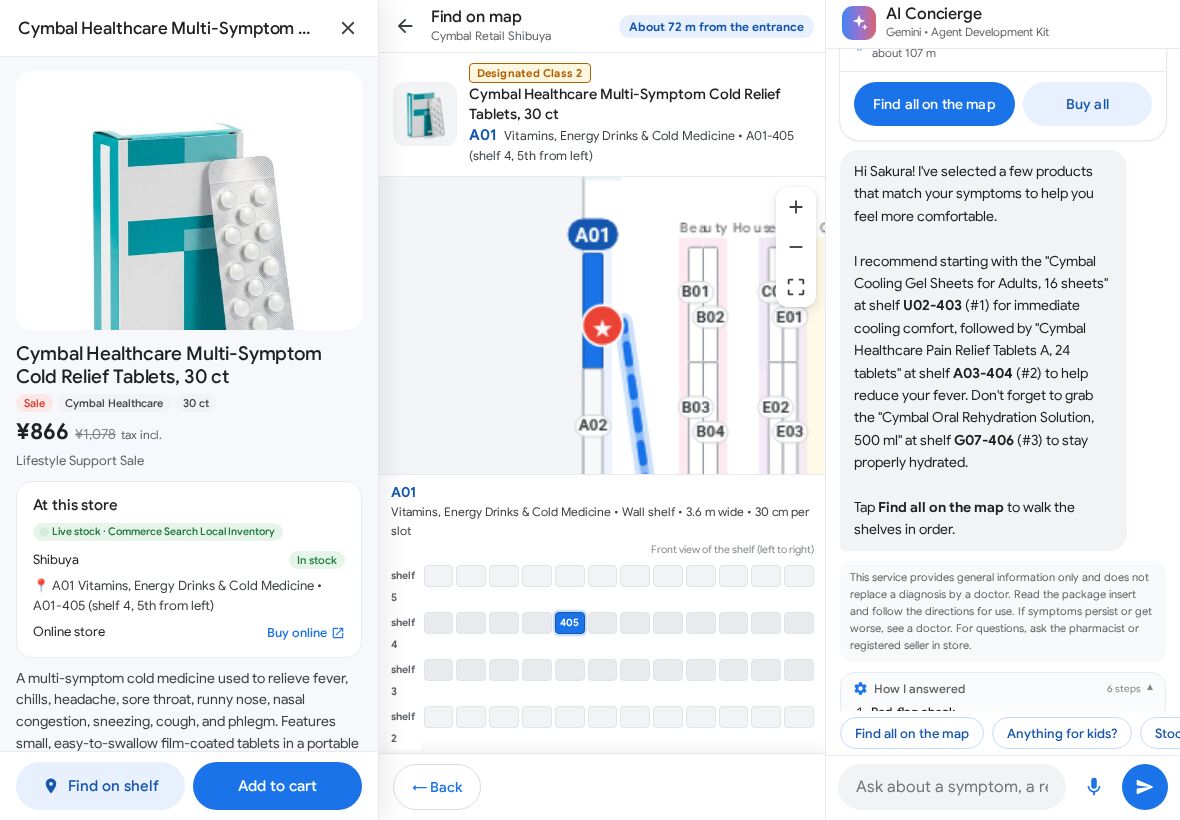 Cymbal Healthcare Multi-Symptom ...
Cymbal Healthcare Multi-Symptom
Cold Relief Tablets, 30 ct
Sale
Cymbal Healthcare
30 ct
¥866 ¥1,078 tax incl.
Lifestyle Support Sale
At this store
Live stock · Commerce Search Local Inventory
Shibuya
In stock
A01 Vitamins, Energy Drinks & Cold Medicine •
A01-405 (shelf 4, 5th from left)
Online store
Buy online
A multi-symptom cold medicine used to relieve fever,
chills, headache, sore throat, runny nose, nasal
congestion, sneezing, cough, and phlegm. Features
small, easy-to-swallow film-coated tablets in a portable
Find on shelf
Add to cart
Find on map
Cymbal Retail Shibuya
About 72 m from the entrance
Designated Class 2
Cymbal Healthcare Multi-Symptom Cold Relief
Tablets, 30 ct
A01 Vitamins, Energy Drinks & Cold Medicine • A01-405
(shelf 4, 5th from left)
A01
Beauty House
B01
B02
E01
A02
B03
B04
E02
E03
A01
Vitamins, Energy Drinks & Cold Medicine • Wall shelf • 3.6 m wide • 30 cm per
slot
Front view of the shelf (left to right)
shelf
5
shelf
4
405
shelf
3
shelf
2
← Back
AI Concierge
Gemini • Agent Development Kit
about 107 m
Find all on the map
Buy all
Hi Sakura! I've selected a few products
that match your symptoms to help you
feel more comfortable.
I recommend starting with the "Cymbal
Cooling Gel Sheets for Adults, 16 sheets"
at shelf U02-403 (#1) for immediate
cooling comfort, followed by "Cymbal
Healthcare Pain Relief Tablets A, 24
tablets" at shelf A03-404 (#2) to help
reduce your fever. Don't forget to grab
the "Cymbal Oral Rehydration Solution,
500 ml" at shelf G07-406 (#3) to stay
properly hydrated.
Tap Find all on the map to walk the
shelves in order.
This service provides general information only and does not
replace a diagnosis by a doctor. Read the package insert
and follow the directions for use. If symptoms persist or get
worse, see a doctor. For questions, ask the pharmacist or
registered seller in store.
How I answered
6 steps
Find all on the map
Anything for kids?
Ask about a symptom, a